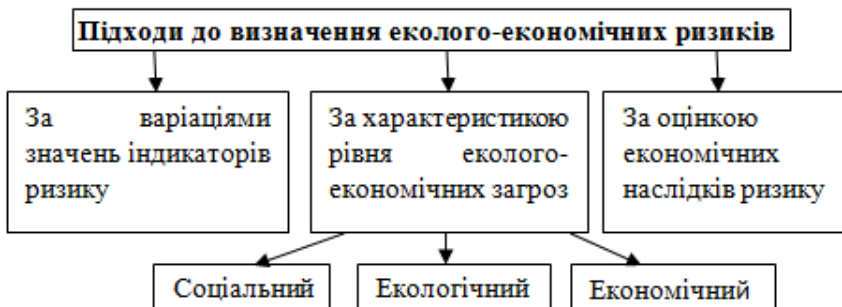 Підходи до визначення еколого-економічних ризиків
За варіаціями
значень індикаторів
ризику
За характеристикою
рівня еколого-
економічних загроз
За оцінкою
економічних
наслідків ризику
Соціальний
Екологічний
Економічний